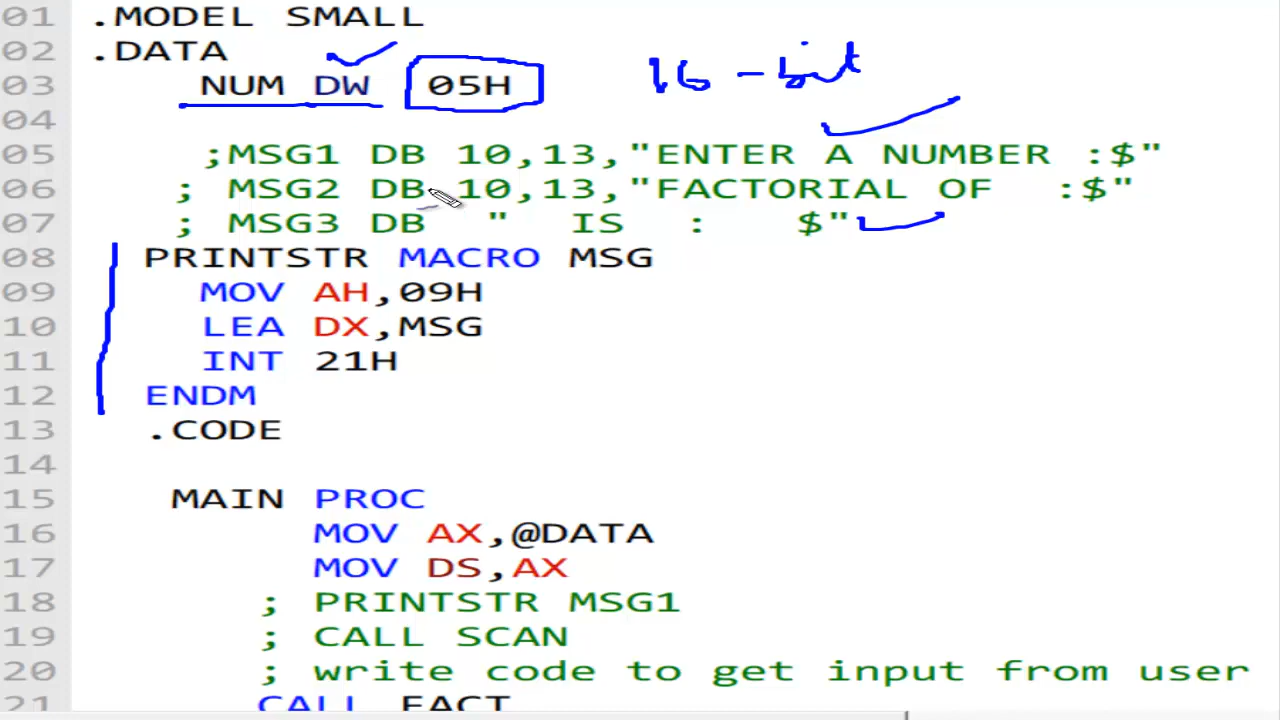 01 .MODEL SMALL
02 .DATA
03 NUM DW 05H 16-bit
04
05 ;MSG1 DB 10,13,"ENTER A NUMBER :$"
06 ; MSG2 DB 10,13,"FACTORIAL OF :$"
07 ; MSG3 DB " IS : $"
08 PRINTSTR MACRO MSG
09 MOV AH,09H
10 LEA DX,MSG
11 INT 21H
12 ENDM
13 .CODE
14
15 MAIN PROC
16 MOV AX,@DATA
17 MOV DS,AX
18 ; PRINTSTR MSG1
19 ; CALL SCAN
20 ; write code to get input from user
21 CALL FACT